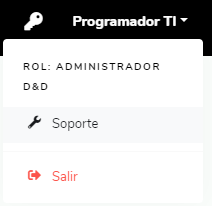 Programador TI
ROL: ADMINISTRADOR
D&D
Soporte
Salir